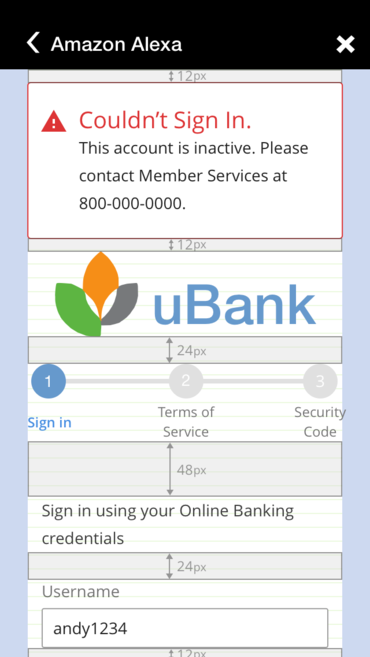 Amazon Alexa
12px
Couldn’t Sign In.
This account is inactive. Please
contact Member Services at
800-000-0000.
12px
uBank
24px
1 2 3
Sign in Terms of Service Security Code
48px
Sign in using your Online Banking
credentials
24px
Username
andy1234
12px